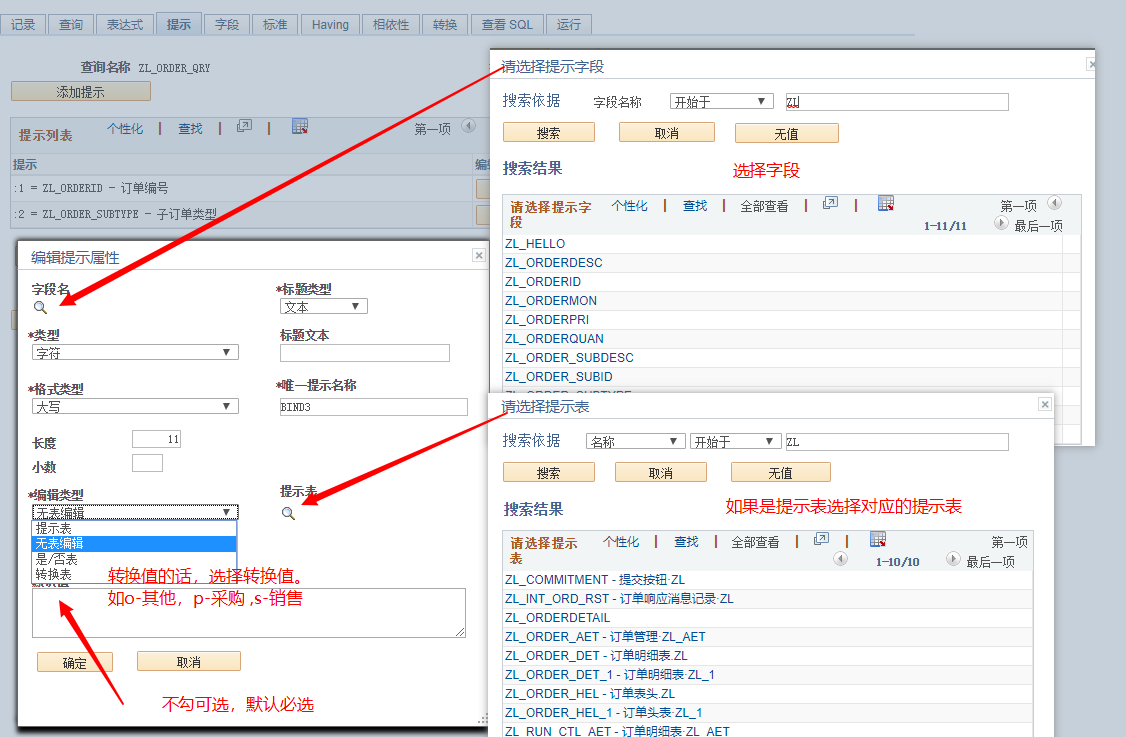 记录 查询 表达式 提示 字段 标准 Having 相依性 转换 查看 SQL 运行
查询名称 ZL_ORDER_QRY
添加提示
提示列表 个性化 | 查找 | | 第一项
提示
:1 = ZL_ORDERID – 订单编号
:2 = ZL_ORDER_SUBTYPE – 子订单类型
编辑提示属性
字段名
*标题类型
文本
*类型
字符
标题文本
*格式类型
大写
*唯一提示名称
BIND3
长度 11
小数
*编辑类型
无表编辑
提示表
提示表
无表编辑
是/否表
转换表
转换值的话，选择转换值。
如o-其他，p-采购 ,s-销售
确定 取消
不勾可选，默认必选
请选择提示字段
搜索依据 字段名称 开始于 ZL
搜索 取消 无值
搜索结果
选择字段
请选择提示字段 个性化 | 查找 | 全部查看 | | 第一项
1-11/11 最后一项
ZL_HELLO
ZL_ORDERDESC
ZL_ORDERID
ZL_ORDERMON
ZL_ORDERPRI
ZL_ORDERQUAN
ZL_ORDER_SUBDESC
ZL_ORDER_SUBID
请选择提示表
搜索依据 名称 开始于 ZL
搜索 取消 无值
搜索结果
如果是提示表选择对应的提示表
请选择提示表 个性化 | 查找 | 全部查看 | | 第一项
1-10/10 最后一项
ZL_COMMITMENT - 提交按钮·ZL
ZL_INT_ORD_RST - 订单响应消息记录·ZL
ZL_ORDERDETAIL
ZL_ORDER_AET - 订单管理·ZL_AET
ZL_ORDER_DET - 订单明细表.ZL
ZL_ORDER_DET_1 - 订单明细表·ZL_1
ZL_ORDER_HEL - 订单表头.ZL
ZL_ORDER_HEL_1 - 订单头表·ZL_1
ZL_RUN_CTL_AET - 订单明细表·ZL_AET